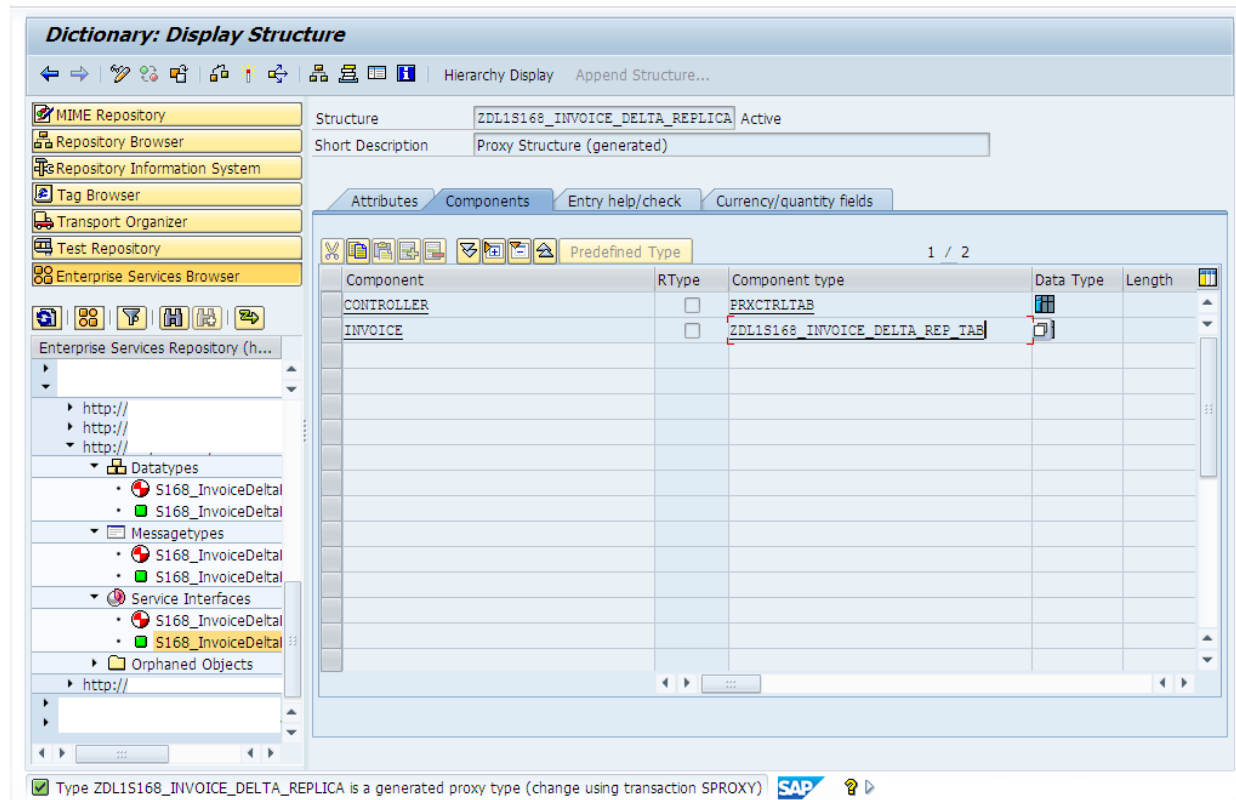 Dictionary: Display Structure
Hierarchy Display Append Structure...
MIME Repository
Repository Browser
Repository Information System
Tag Browser
Transport Organizer
Test Repository
Enterprise Services Browser
Enterprise Services Repository (h...
http://
http://
http://
Datatypes
S168_InvoiceDeltal
S168_InvoiceDeltal
Messagetypes
S168_InvoiceDeltal
S168_InvoiceDeltal
Service Interfaces
S168_InvoiceDeltal
S168_InvoiceDeltal
Orphaned Objects
http://
Structure ZDL1S168_INVOICE_DELTA_REPLICA Active
Short Description Proxy Structure (generated)
Attributes Components Entry help/check Currency/quantity fields
Predefined Type 1 / 2
Component RType Component type Data Type Length
CONTROLLER PRXCTRLTAB
INVOICE ZDL1S168_INVOICE_DELTA_REP_TAB
Type ZDL1S168_INVOICE_DELTA_REPLICA is a generated proxy type (change using transaction SPROXY) SAP